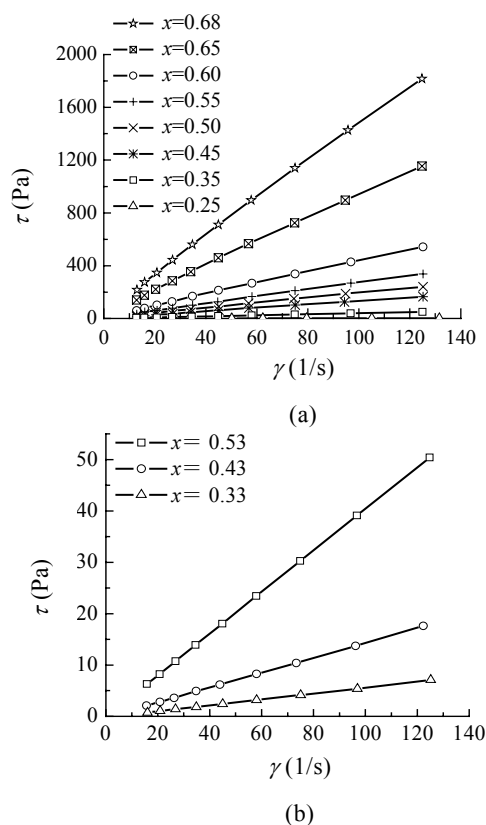 x=0.68
x=0.65
x=0.60
x=0.55
x=0.50
x=0.45
x=0.35
x=0.25
2000
1600
1200
800
400
0
τ (Pa)
0 20 40 60 80 100 120 140
γ (1/s)
(a)
x= 0.53
x= 0.43
x= 0.33
50
40
30
20
10
0
τ (Pa)
0 20 40 60 80 100 120 140
γ (1/s)
(b)